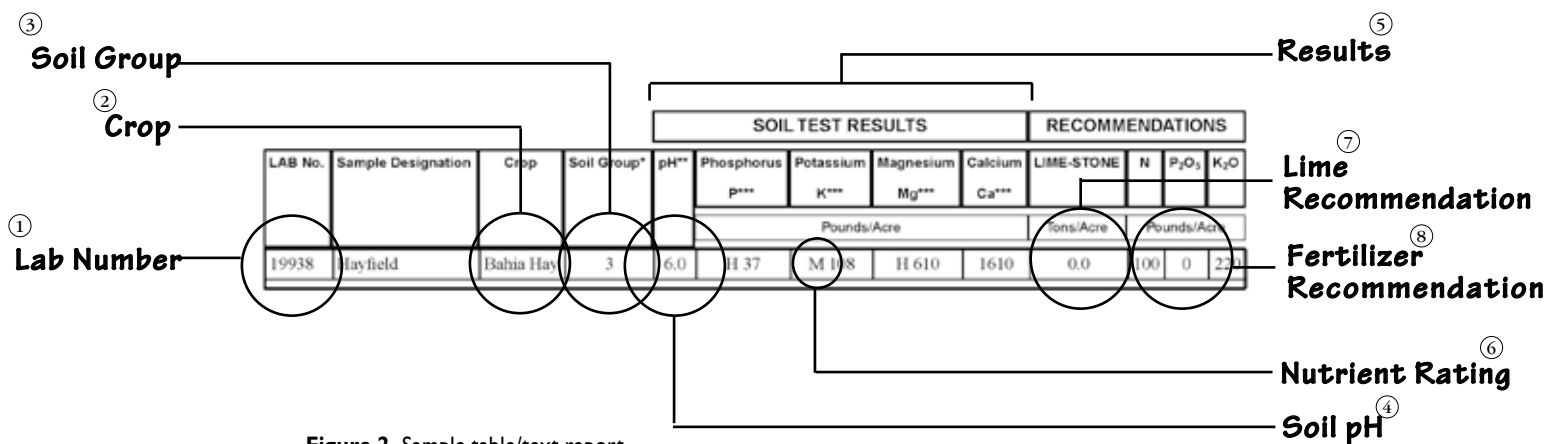 ③
Soil Group
⑤
Results
②
Crop
SOIL TEST RESULTS RECOMMENDATIONS
⑦
Lime
Recommendation
LAB No. Sample Designation Crop Soil Group* pH** Phosphorus Potassium Magnesium Calcium LIME-STONE N P₂O₅ K₂O
P*** K*** Mg*** Ca***
Pounds/Acre Tons/Acre Pounds/Acre
①
Lab Number
19938 Hayfield Bahia Hay 3 6.0 H 37 M 108 H 610 1610 0.0 100 0 220
⑧
Fertilizer
Recommendation
⑥
Nutrient Rating
④
Soil pH
Figure 2. Sample table/text report